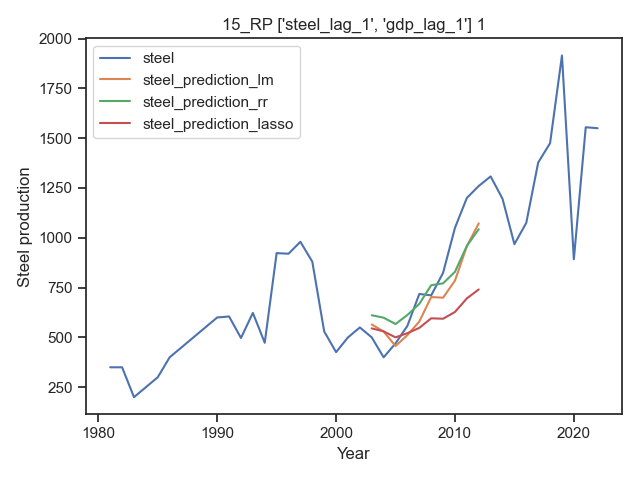 15_RP ['steel_lag_1', 'gdp_lag_1'] 1
steel
steel_prediction_lm
steel_prediction_rr
steel_prediction_lasso
Steel production
2000
1750
1500
1250
1000
750
500
250
1980
1990
2000
2010
2020
Year